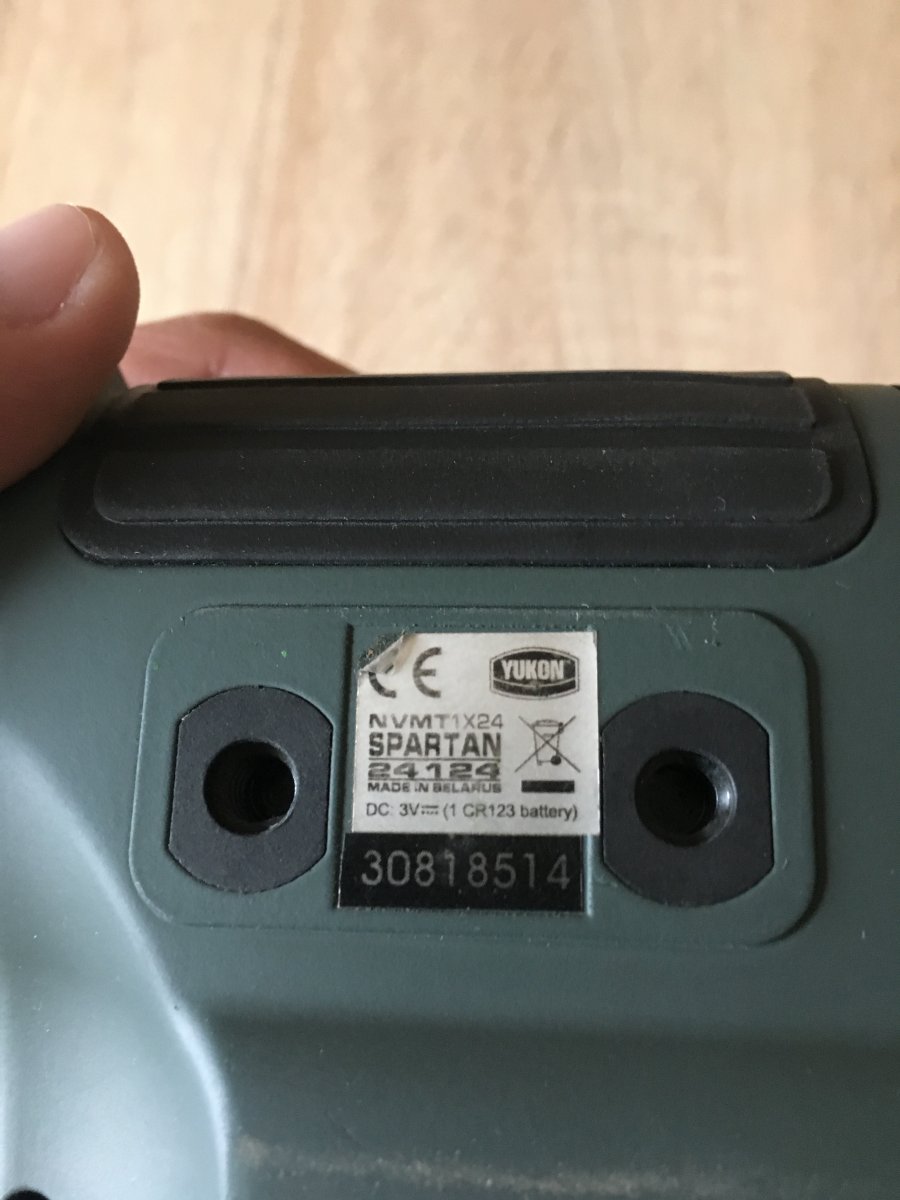 CE YUKON
NVMT1X24
SPARTAN
24124
MADE IN BELARUS
DC: 3V⎓ (1 CR123 battery)
30818514